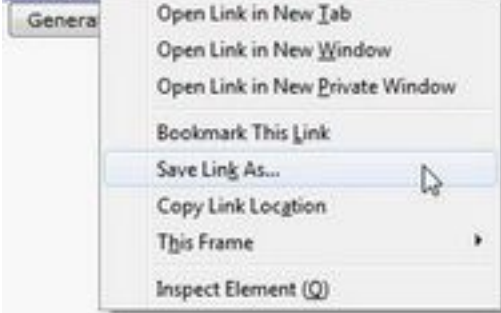 Genera
Open Link in New Tab
Open Link in New Window
Open Link in New Private Window
Bookmark This Link
Save Link As...
Copy Link Location
This Frame
Inspect Element (Q)